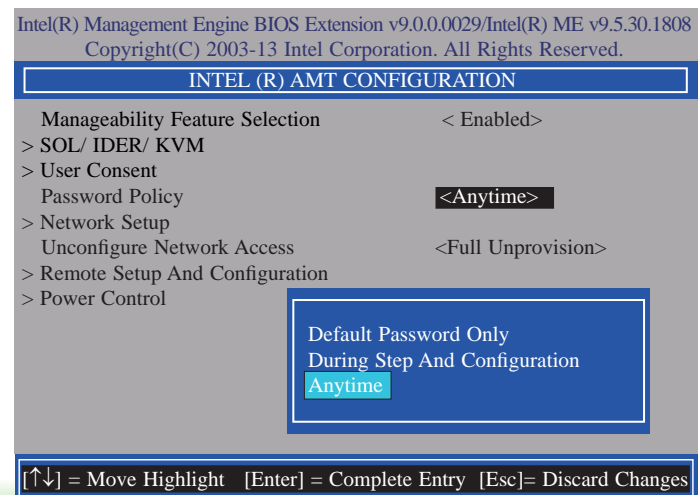 Intel(R) Management Engine BIOS Extension v9.0.0.0029/Intel(R) ME v9.5.30.1808
Copyright(C) 2003-13 Intel Corporation. All Rights Reserved.
INTEL (R) AMT CONFIGURATION
Manageability Feature Selection < Enabled>
> SOL/ IDER/ KVM
> User Consent
Password Policy <Anytime>
> Network Setup
Unconfigure Network Access <Full Unprovision>
> Remote Setup And Configuration
> Power Control
Default Password Only
During Step And Configuration
Anytime
[↑↓] = Move Highlight [Enter] = Complete Entry [Esc]= Discard Changes